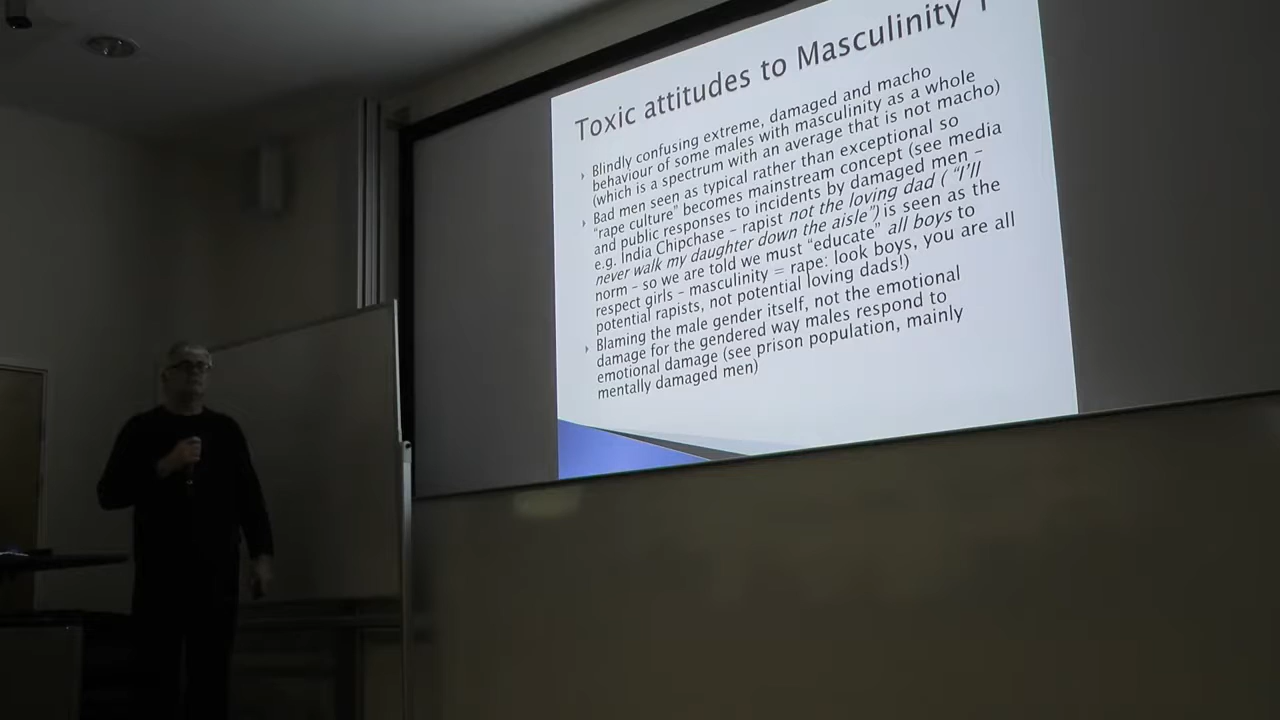 Toxic attitudes to Masculinity 1
Blindly confusing extreme, damaged and macho
behaviour of some males with masculinity as a whole
(which is a spectrum with an average that is not macho)
Bad men seen as typical rather than exceptional so
"rape culture" becomes mainstream concept (see media
and public responses to incidents by damaged men –
e.g. India Chipchase – rapist not the loving dad ( "I'll
never walk my daughter down the aisle") is seen as the
norm – so we are told we must "educate" all boys to
respect girls – masculinity = rape: look boys, you are all
potential rapists, not potential loving dads!)
Blaming the male gender itself, not the emotional
damage for the gendered way males respond to
emotional damage (see prison population, mainly
mentally damaged men)